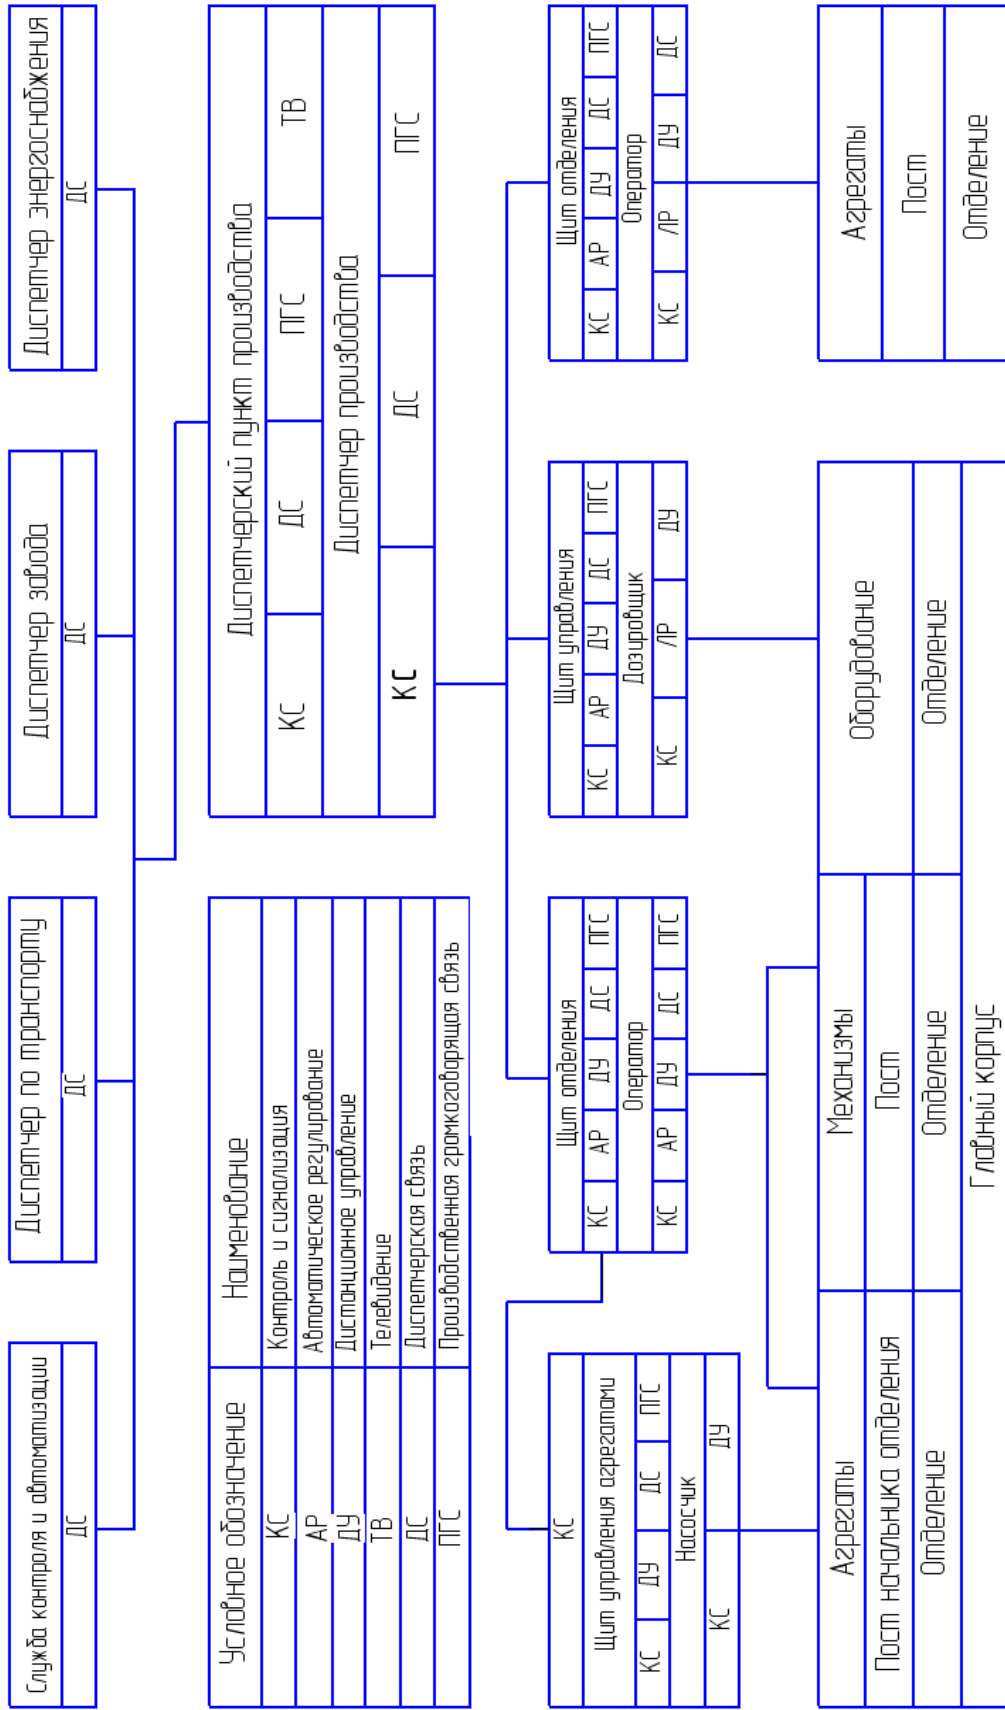 Служба контроля и автоматизации
ДС
Диспетчер по транспорту
ДС
Диспетчер завода
ДС
Диспетчер энергоснабжения
ДС
Условное обозначение Наименование
КС Контроль и сигнализация
АР Автоматическое регулирование
ДУ Дистанционное управление
ТВ Телевидение
ДС Диспетчерская связь
ПГС Производственная громкоговорящая связь
Диспетчерский пункт производства
КС ДС ПГС ТВ
Диспетчер производства
КС ДС ПГС
КС
Щит управления агрегатами
КС ДУ ДС ПГС
Насосчик
КС ДУ
Щит отделения
КС АР ДУ ДС ПГС
Оператор
КС АР ДУ ДС ПГС
Щит управления
КС АР ДУ ДС ПГС
Дозировщик
КС ЛР ДУ
Щит отделения
КС АР ДУ ДС ПГС
Оператор
КС ЛР ДУ ДС
Агрегаты Механизмы Оборудование
Пост начальника отделения Пост
Отделение Отделение Отделение
Главный корпус
Агрегаты
Пост
Отделение